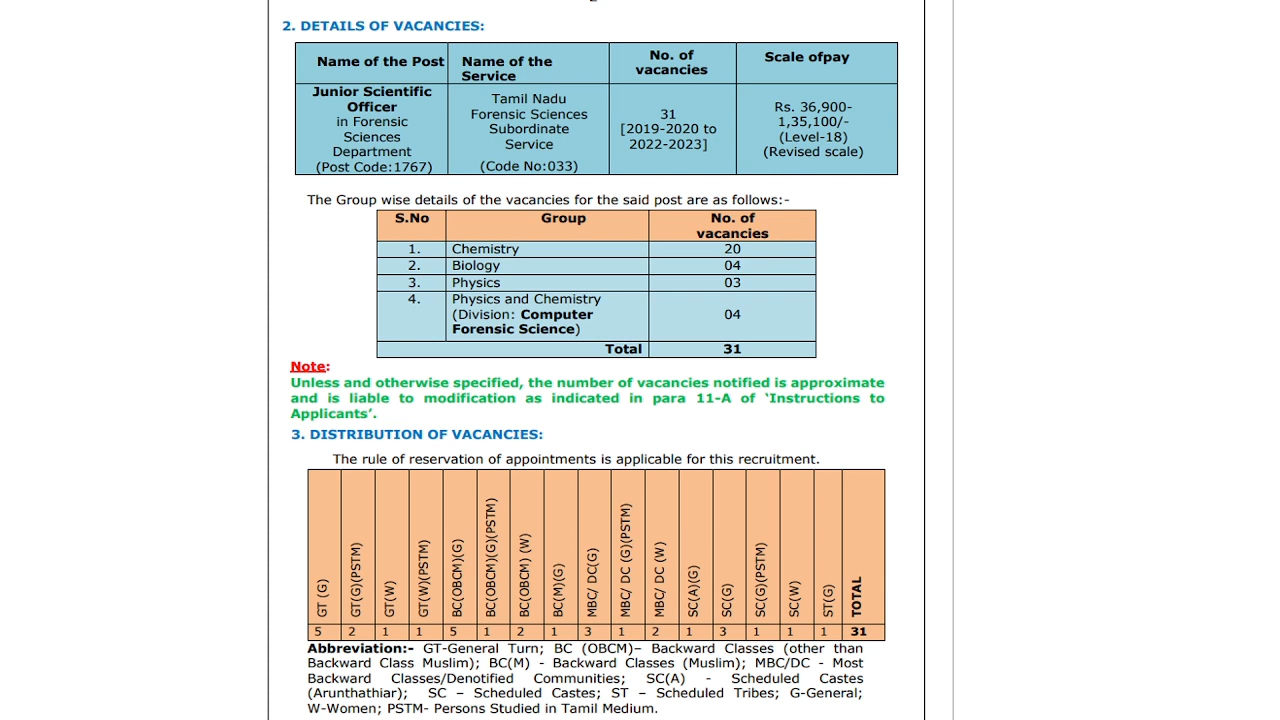 2. DETAILS OF VACANCIES:
Name of the Post Name of the Service No. of vacancies Scale ofpay
Junior Scientific Officer in Forensic Sciences Department (Post Code:1767) Tamil Nadu Forensic Sciences Subordinate Service (Code No:033) 31 [2019-2020 to 2022-2023] Rs. 36,900-1,35,100/- (Level-18) (Revised scale)
The Group wise details of the vacancies for the said post are as follows:-
S.No Group No. of vacancies
1. Chemistry 20
2. Biology 04
3. Physics 03
4. Physics and Chemistry (Division: Computer Forensic Science) 04
Total 31
Note:
Unless and otherwise specified, the number of vacancies notified is approximate
and is liable to modification as indicated in para 11-A of ‘Instructions to
Applicants’.
3. DISTRIBUTION OF VACANCIES:
The rule of reservation of appointments is applicable for this recruitment.
GT (G) GT(G)(PSTM) GT(W) GT(W)(PSTM) BC(OBCM)(G) BC(OBCM)(G)(PSTM) BC(OBCM) (W) BC(M)(G) MBC/ DC(G) MBC/ DC (G)(PSTM) MBC/ DC (W) SC(A)(G) SC(G) SC(G)(PSTM) SC(W) ST(G) TOTAL
5 2 1 1 5 1 2 1 3 1 2 1 3 1 1 1 31
Abbreviation:- GT-General Turn; BC (OBCM)– Backward Classes (other than
Backward Class Muslim); BC(M) - Backward Classes (Muslim); MBC/DC - Most
Backward Classes/Denotified Communities; SC(A) - Scheduled Castes
(Arunthathiar); SC – Scheduled Castes; ST – Scheduled Tribes; G-General;
W-Women; PSTM- Persons Studied in Tamil Medium.